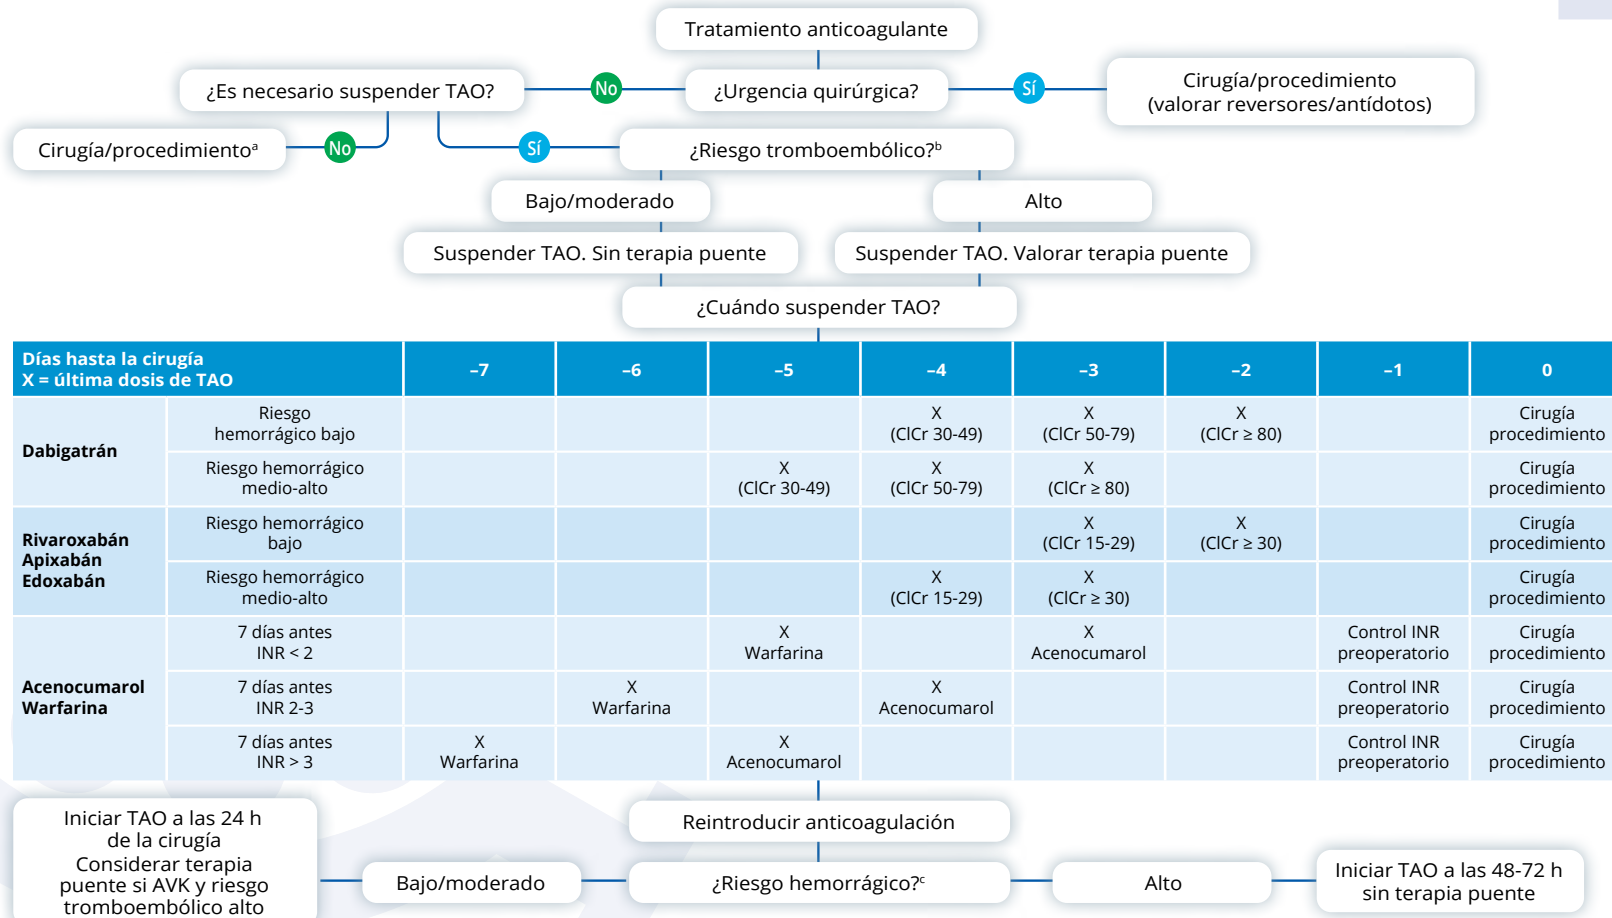 Tratamiento anticoagulante
¿Es necesario suspender TAO?
No
¿Urgencia quirúrgica?
Sí
Cirugía/procedimiento
(valorar reversores/antídotos)
Cirugía/procedimientoᵃ
No
Sí
¿Riesgo tromboembólico?ᵇ
Bajo/moderado
Alto
Suspender TAO. Sin terapia puente
Suspender TAO. Valorar terapia puente
¿Cuándo suspender TAO?
Días hasta la cirugía
X = última dosis de TAO
–7
–6
–5
–4
–3
–2
–1
0
Dabigatrán
Riesgo
hemorrágico bajo
X
(ClCr 30-49)
X
(ClCr 50-79)
X
(ClCr ≥ 80)
Cirugía
procedimiento
Riesgo hemorrágico
medio-alto
X
(ClCr 30-49)
X
(ClCr 50-79)
X
(ClCr ≥ 80)
Cirugía
procedimiento
Rivaroxabán
Apixabán
Edoxabán
Riesgo hemorrágico
bajo
X
(ClCr 15-29)
X
(ClCr ≥ 30)
Cirugía
procedimiento
Riesgo hemorrágico
medio-alto
X
(ClCr 15-29)
X
(ClCr ≥ 30)
Cirugía
procedimiento
Acenocumarol
Warfarina
7 días antes
INR < 2
X
Warfarina
X
Acenocumarol
Control INR
preoperatorio
Cirugía
procedimiento
7 días antes
INR 2-3
X
Warfarina
X
Acenocumarol
Control INR
preoperatorio
Cirugía
procedimiento
7 días antes
INR > 3
X
Warfarina
X
Acenocumarol
Control INR
preoperatorio
Cirugía
procedimiento
Reintroducir anticoagulación
Iniciar TAO a las 24 h
de la cirugía
Considerar terapia
puente si AVK y riesgo
tromboembólico alto
Bajo/moderado
¿Riesgo hemorrágico?ᶜ
Alto
Iniciar TAO a las 48-72 h
sin terapia puente